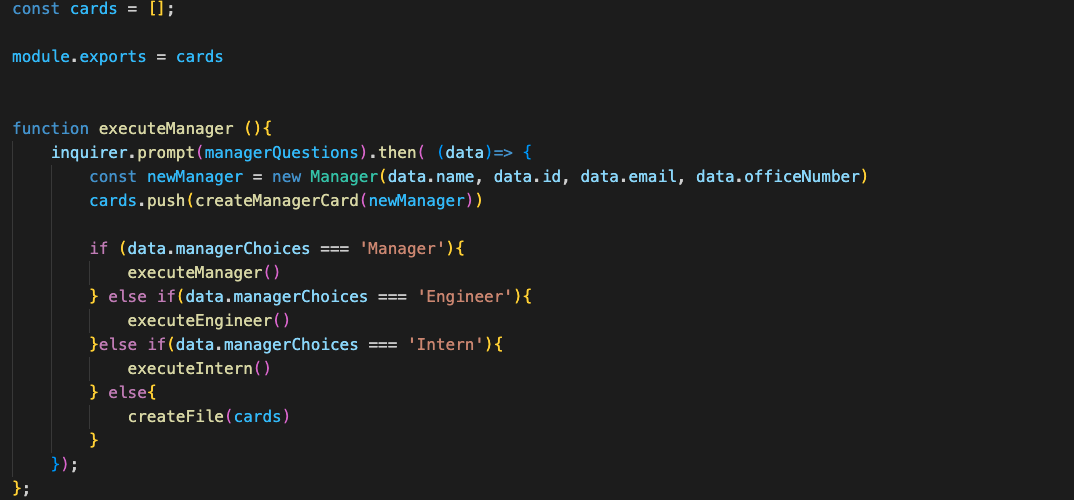 const cards = [];
module.exports = cards
function executeManager (){
inquirer.prompt(managerQuestions).then( (data)=> {
const newManager = new Manager(data.name, data.id, data.email, data.officeNumber)
cards.push(createManagerCard(newManager))
if (data.managerChoices === 'Manager'){
executeManager()
} else if(data.managerChoices === 'Engineer'){
executeEngineer()
}else if(data.managerChoices === 'Intern'){
executeIntern()
} else{
createFile(cards)
}
});
};